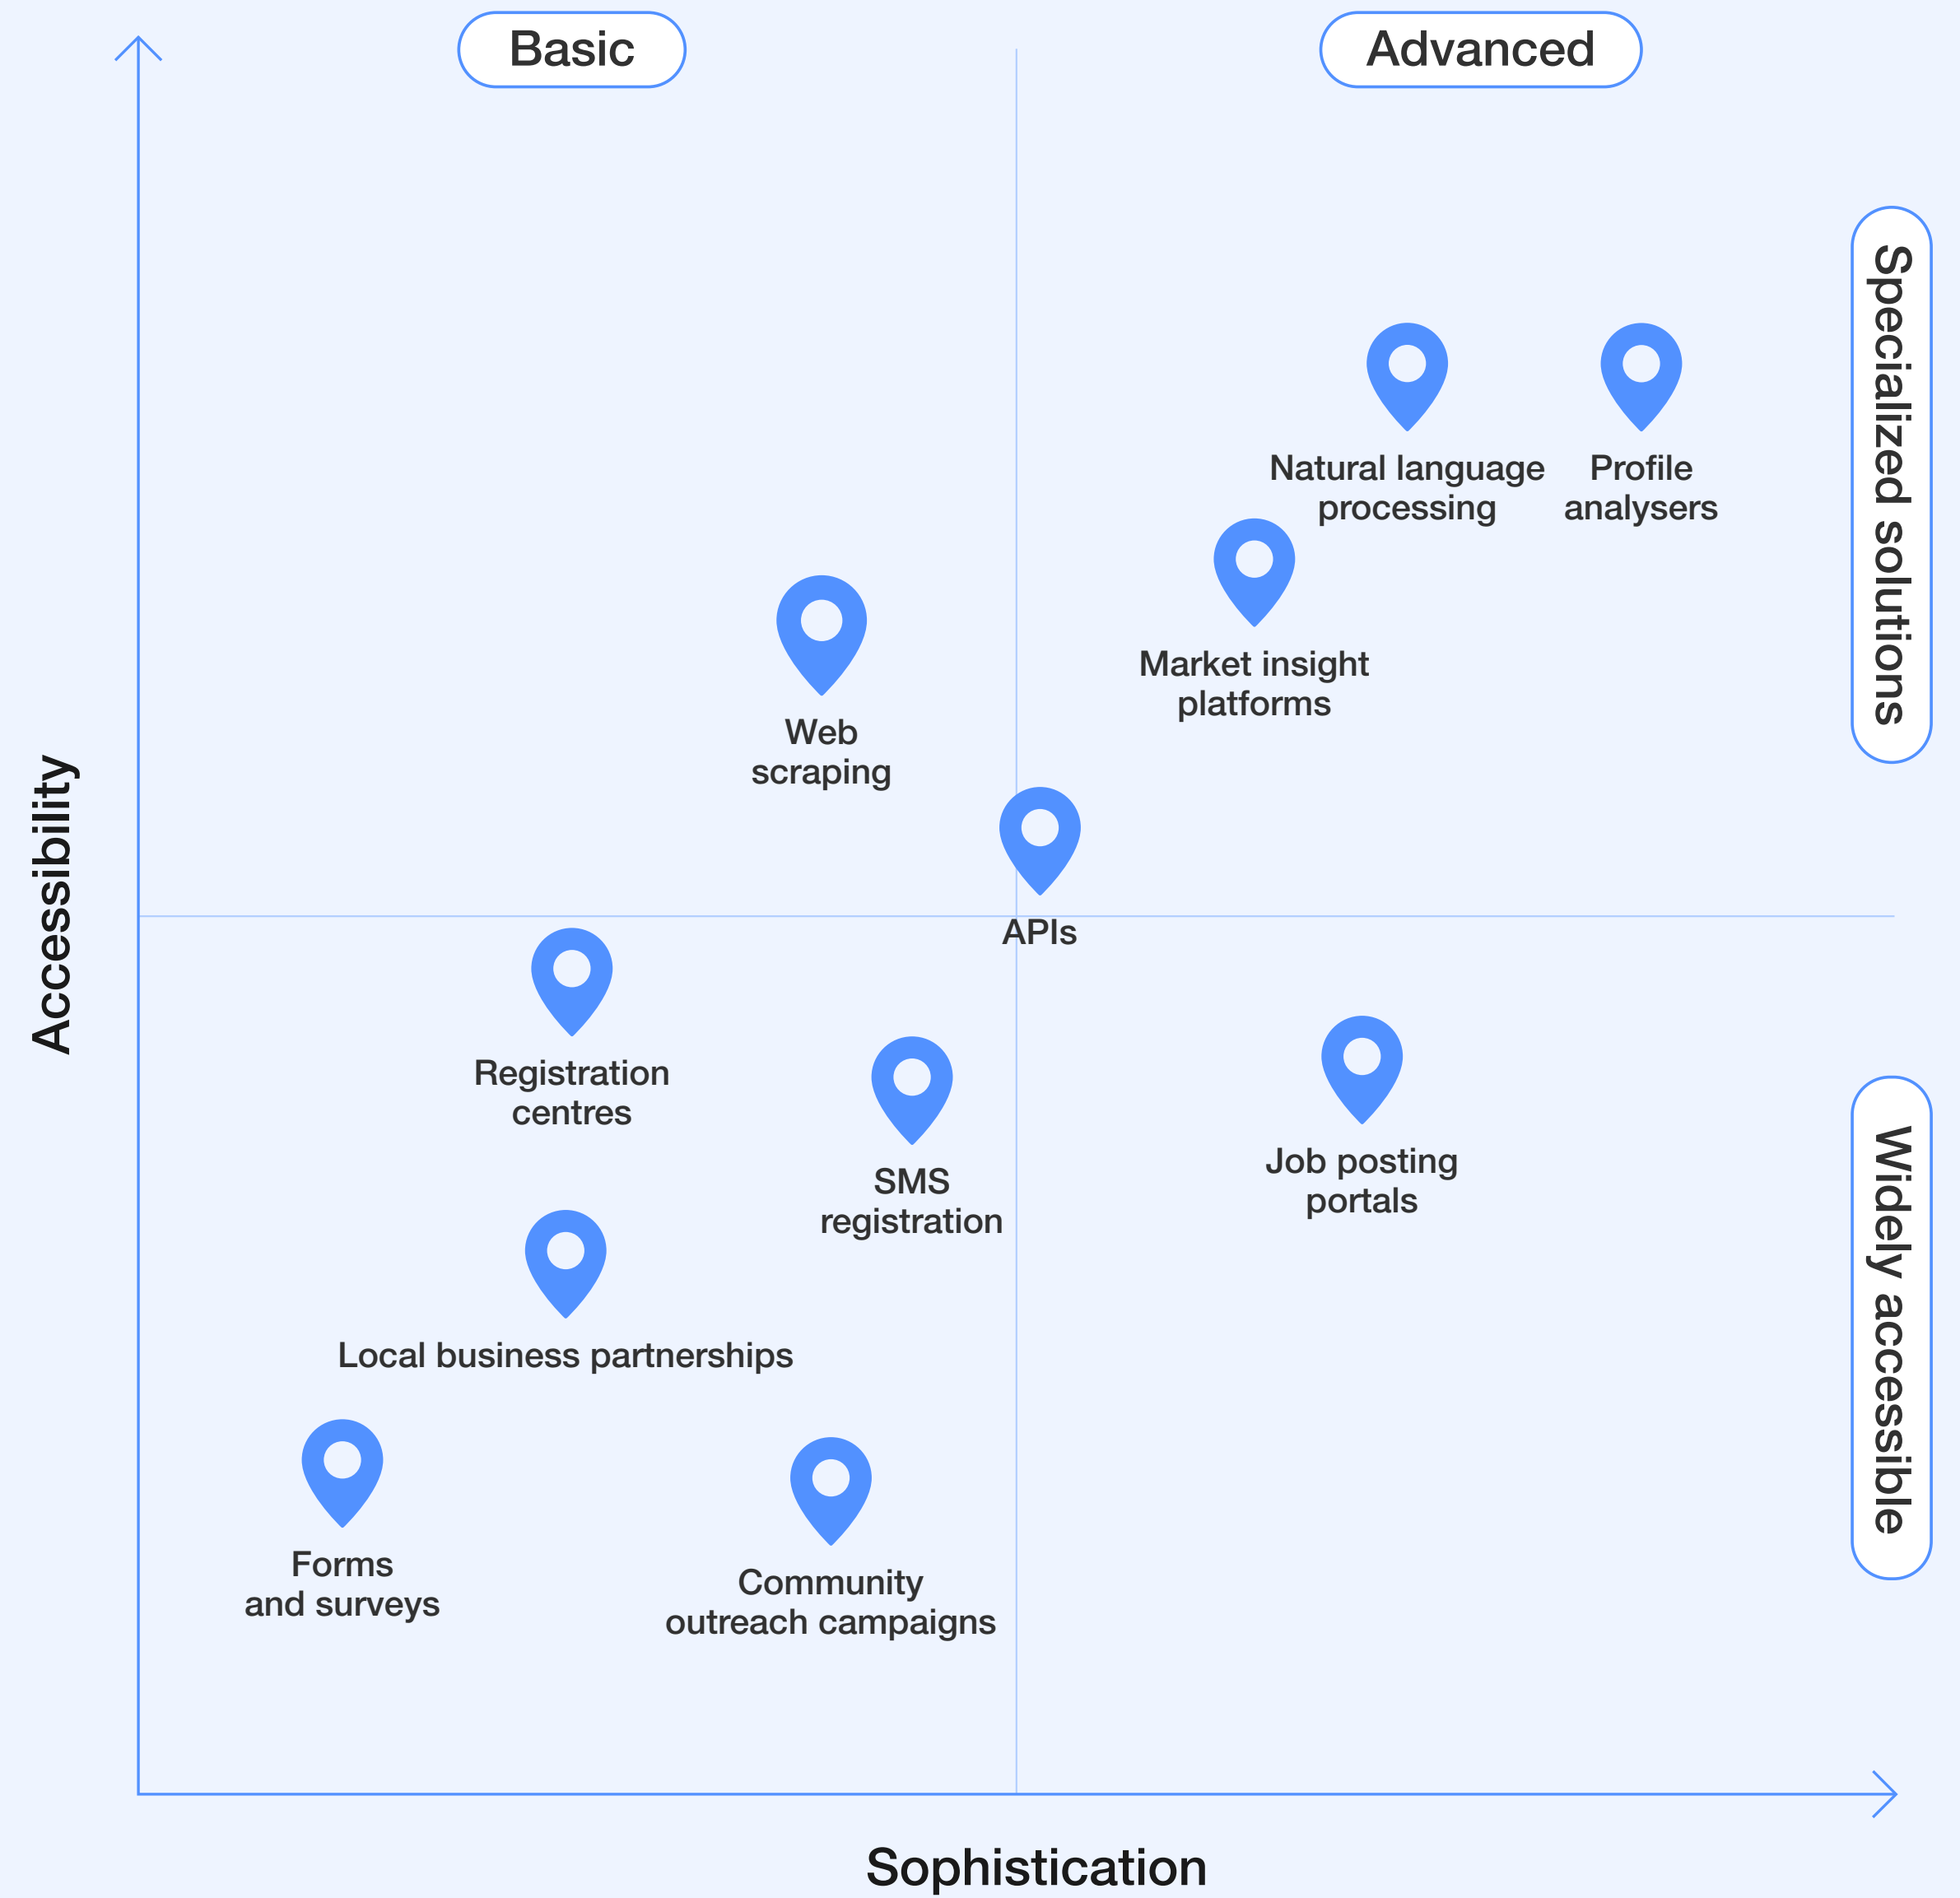 Basic
Advanced
Specialized solutions
Natural language
processing
Profile
analysers
Market insight
platforms
Web
scraping
Accessibility
APIs
Registration
centres
SMS
registration
Job posting
portals
Widely accessible
Local business partnerships
Forms
and surveys
Community
outreach campaigns
Sophistication